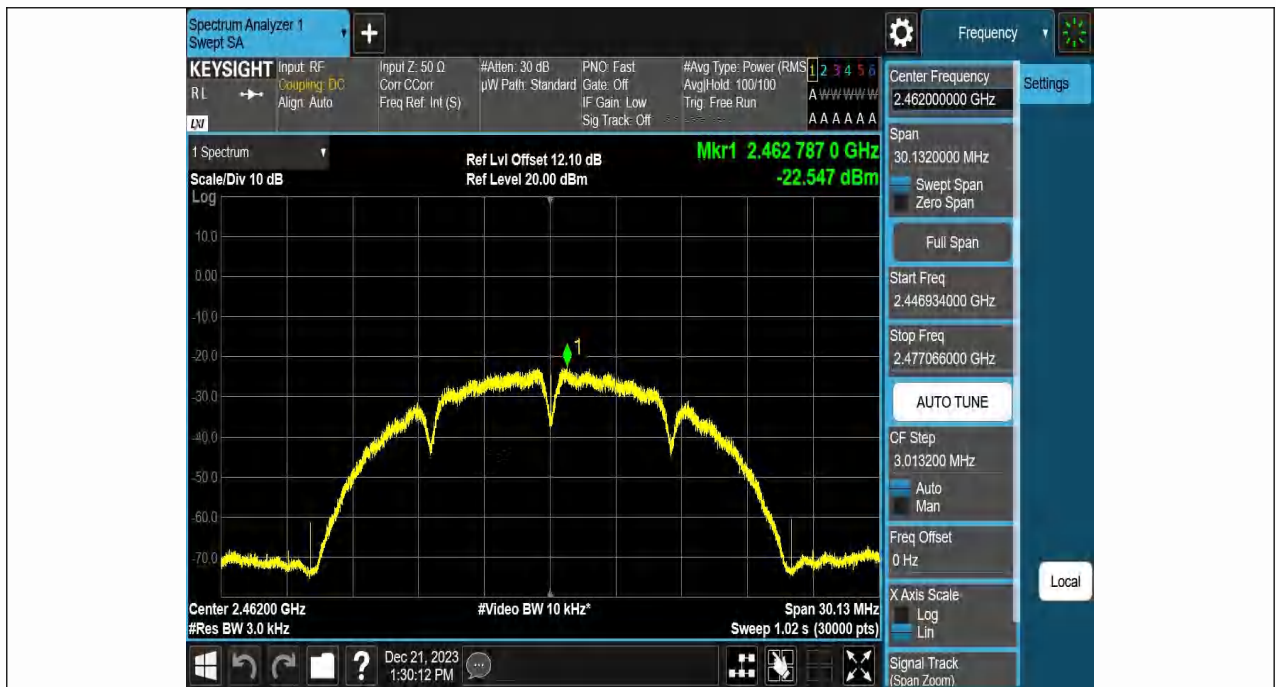 Spectrum Analyzer 1
Swept SA
+
Frequency
KEYSIGHT
RL
LXI
Input: RF
Coupling: DC
Align: Auto
Input Z: 50 Ω
Corr CCorr
Freq Ref: Int (S)
#Atten: 30 dB
µW Path: Standard
PNO: Fast
Gate: Off
IF Gain: Low
Sig Track: Off
#Avg Type: Power (RMS
Avg|Hold: 100/100
Trig: Free Run
1 2 3 4 5 6
A W W W W W
A A A A A A
1 Spectrum
Scale/Div 10 dB
Ref Lvl Offset 12.10 dB
Ref Level 20.00 dBm
Mkr1 2.462 787 0 GHz
-22.547 dBm
Log
10.0
0.00
-10.0
-20.0
-30.0
-40.0
-50.0
-60.0
-70.0
1
Center 2.46200 GHz
#Res BW 3.0 kHz
#Video BW 10 kHz*
Span 30.13 MHz
Sweep 1.02 s (30000 pts)
Center Frequency
2.462000000 GHz
Settings
Span
30.1320000 MHz
Swept Span
Zero Span
Full Span
Start Freq
2.446934000 GHz
Stop Freq
2.477066000 GHz
AUTO TUNE
CF Step
3.013200 MHz
Auto
Man
Freq Offset
0 Hz
X Axis Scale
Log
Lin
Local
Signal Track
(Span Zoom)
?
Dec 21, 2023
1:30:12 PM